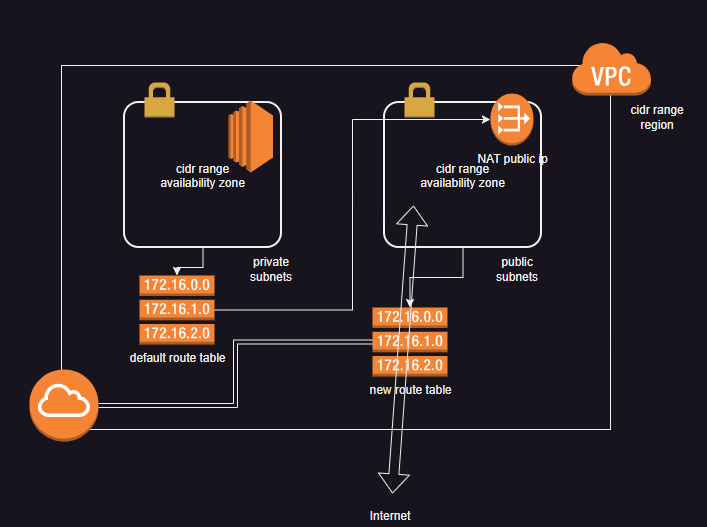 VPC
cidr range
region
cidr range
availability zone
NAT public ip
cidr range
availability zone
private
subnets
public
subnets
172.16.0.0
172.16.1.0
172.16.2.0
default route table
172.16.0.0
172.16.1.0
172.16.2.0
new route table
Internet